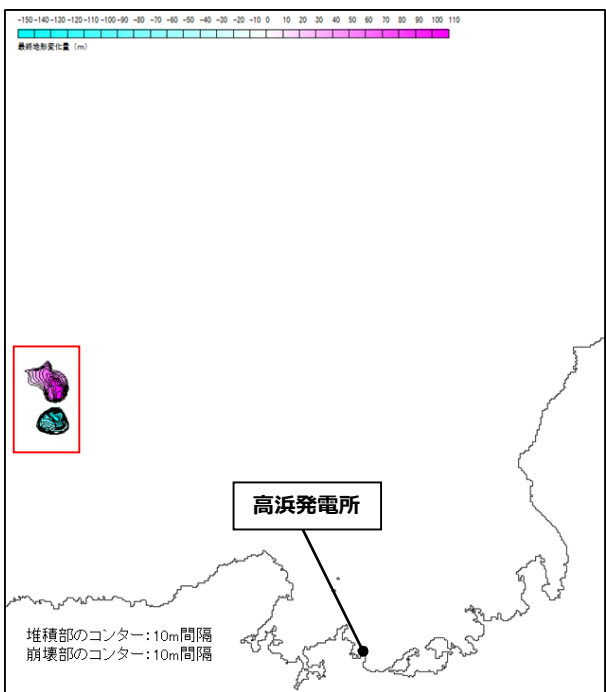 -150 -140 -130 -120 -110 -100 -90 -80 -70 -60 -50 -40 -30 -20 -10 0 10 20 30 40 50 60 70 80 90 100 110
最終地形変化量 (m)
高浜発電所
堆積部のコンター:10m間隔
崩壊部のコンター:10m間隔